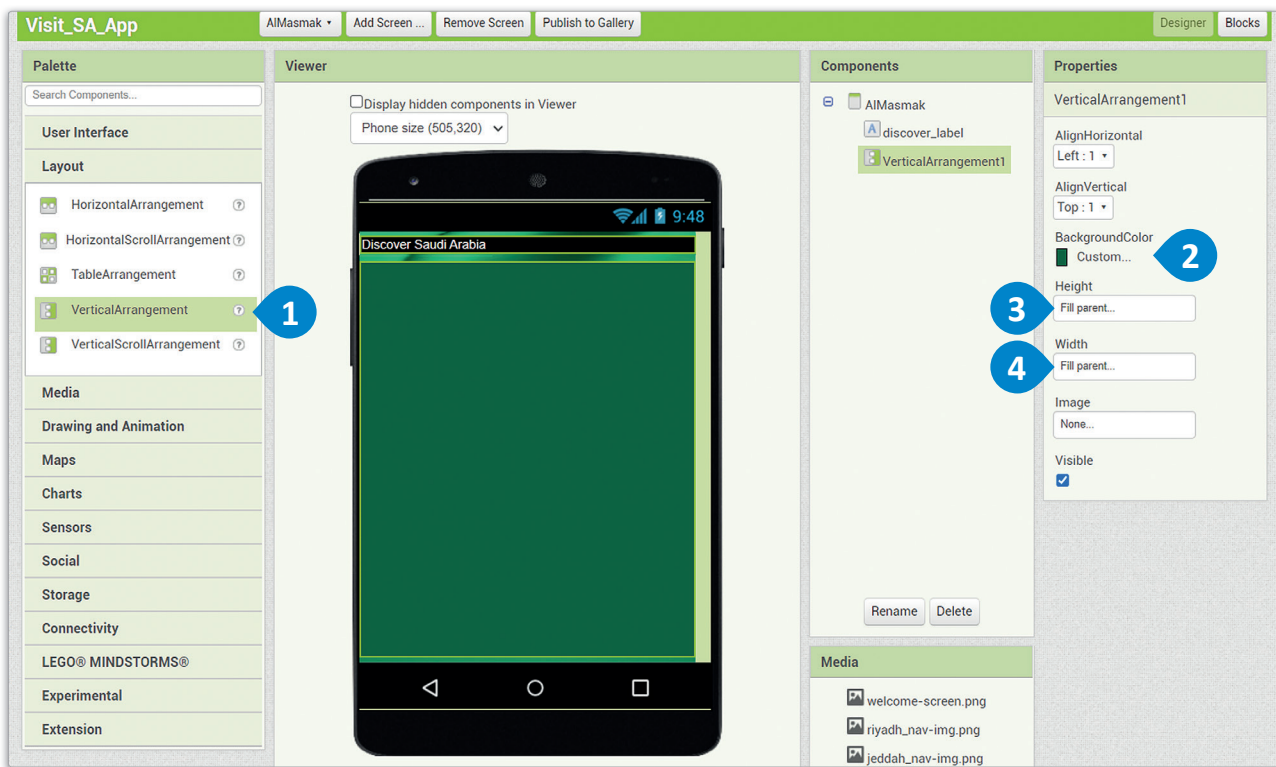 Visit_SA_App
AlMasmak
Add Screen ...
Remove Screen
Publish to Gallery
Designer
Blocks
Palette
Search Components...
User Interface
Layout
HorizontalArrangement
HorizontalScrollArrangement
TableArrangement
VerticalArrangement
1
VerticalScrollArrangement
Media
Drawing and Animation
Maps
Charts
Sensors
Social
Storage
Connectivity
LEGO® MINDSTORMS®
Experimental
Extension
Viewer
Display hidden components in Viewer
Phone size (505,320)
9:48
Discover Saudi Arabia
Components
AlMasmak
discover_label
VerticalArrangement1
Rename
Delete
Media
welcome-screen.png
riyadh_nav-img.png
jeddah_nav-img.png
Properties
VerticalArrangement1
AlignHorizontal
Left : 1
AlignVertical
Top : 1
BackgroundColor
Custom...
2
Height
3
Fill parent...
Width
4
Fill parent...
Image
None...
Visible